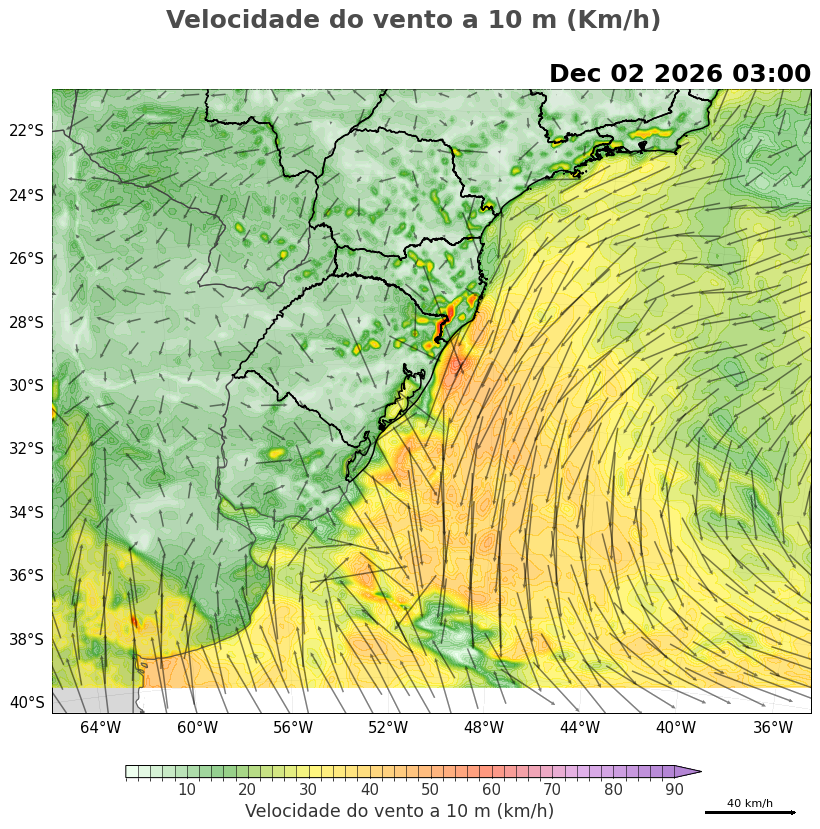 Velocidade do vento a 10 m (Km/h)
Dec 02 2026 03:00
22°S
24°S
26°S
28°S
30°S
32°S
34°S
36°S
38°S
40°S
64°W 60°W 56°W 52°W 48°W 44°W 40°W 36°W
10 20 30 40 50 60 70 80 90
Velocidade do vento a 10 m (km/h)
40 km/h